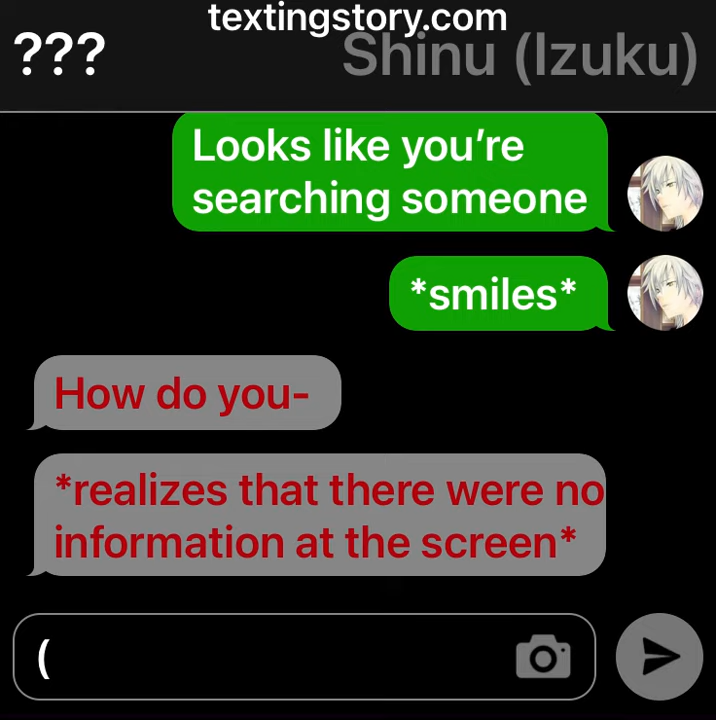 textingstory.com
??? Shinu (Izuku)
Looks like you’re
searching someone
*smiles*
How do you-
*realizes that there were no
information at the screen*
(